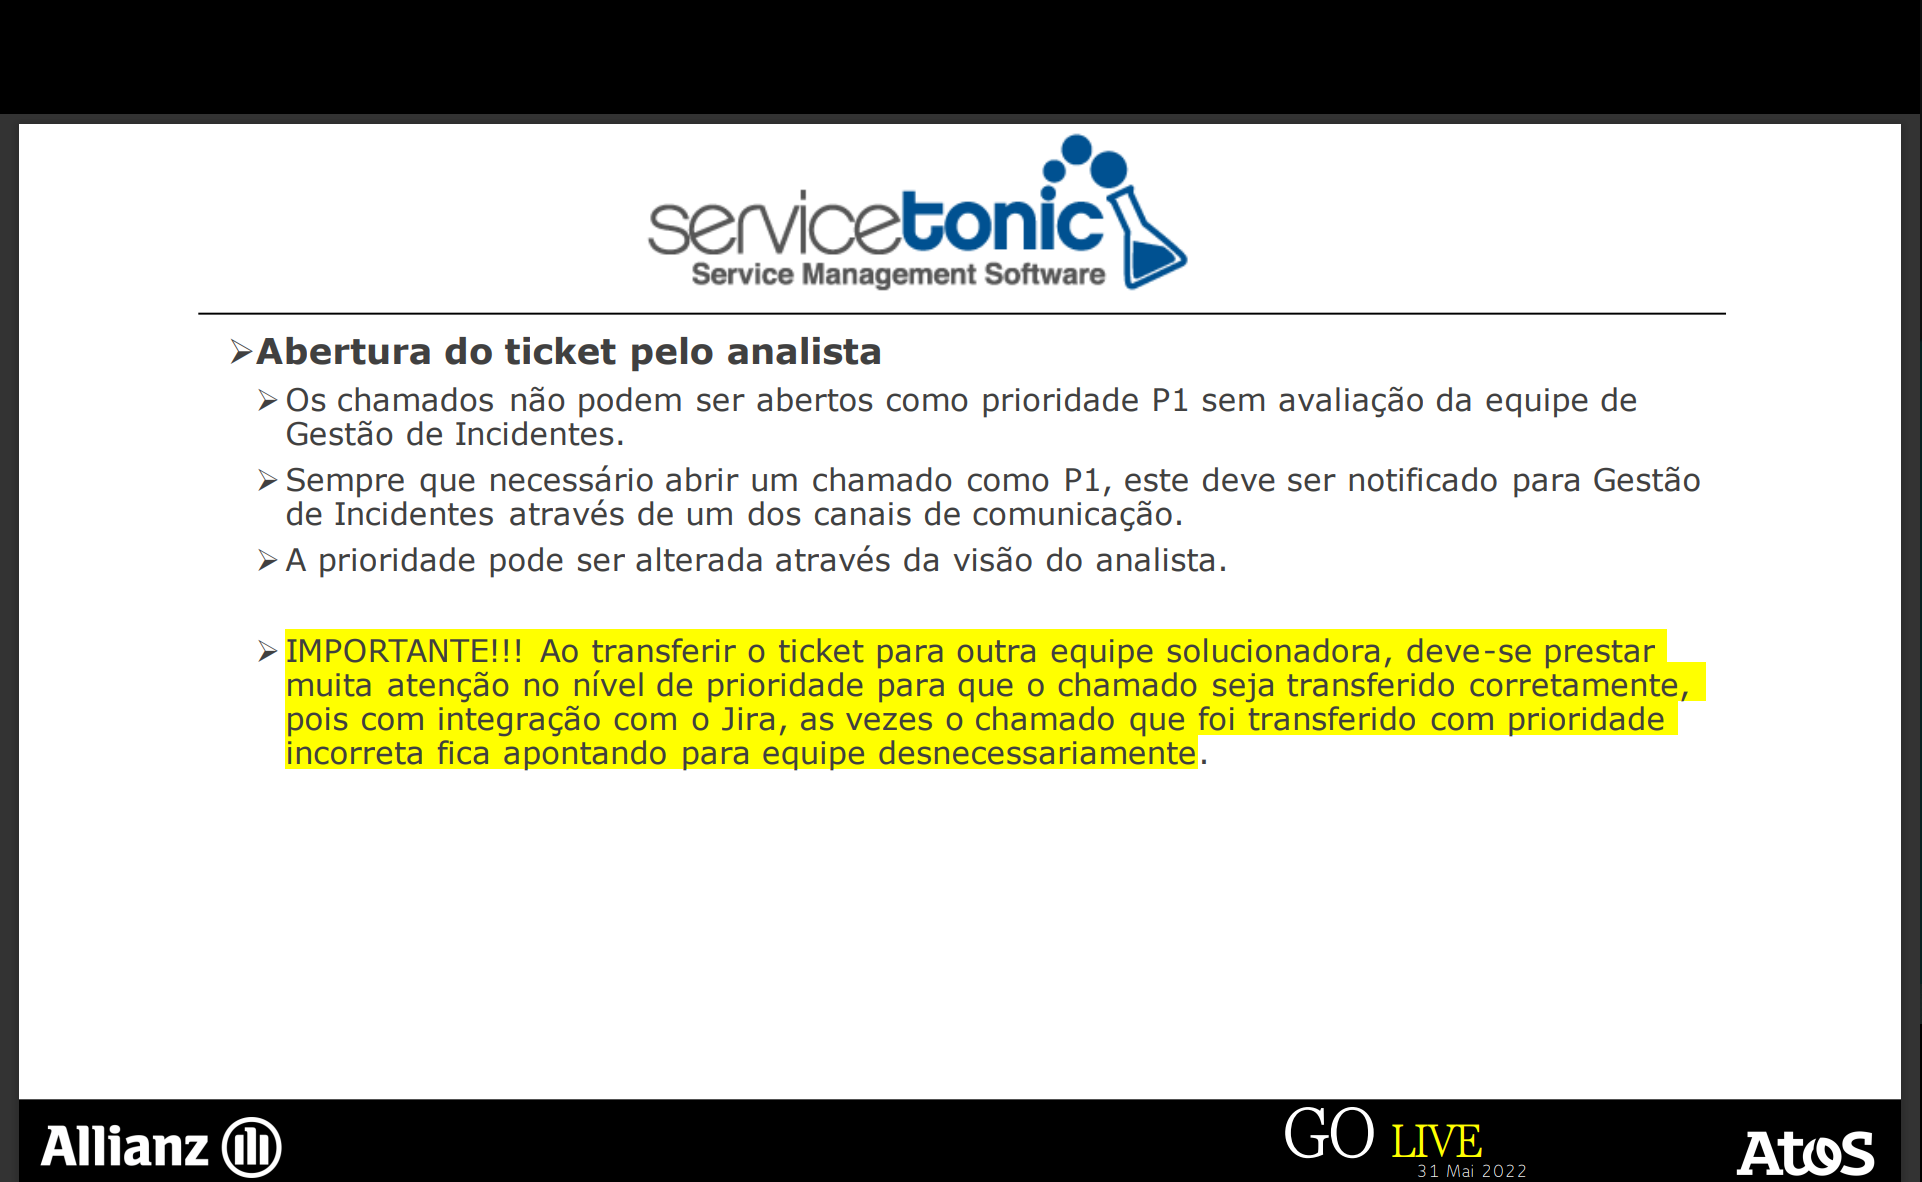 servicetonic
Service Management Software
➢Abertura do ticket pelo analista
➢Os chamados não podem ser abertos como prioridade P1 sem avaliação da equipe de
Gestão de Incidentes.
➢Sempre que necessário abrir um chamado como P1, este deve ser notificado para Gestão
de Incidentes através de um dos canais de comunicação.
➢A prioridade pode ser alterada através da visão do analista.
➢IMPORTANTE!!! Ao transferir o ticket para outra equipe solucionadora, deve-se prestar
muita atenção no nível de prioridade para que o chamado seja transferido corretamente,
pois com integração com o Jira, as vezes o chamado que foi transferido com prioridade
incorreta fica apontando para equipe desnecessariamente.
Allianz
GO LIVE
31 Mai 2022
Atos